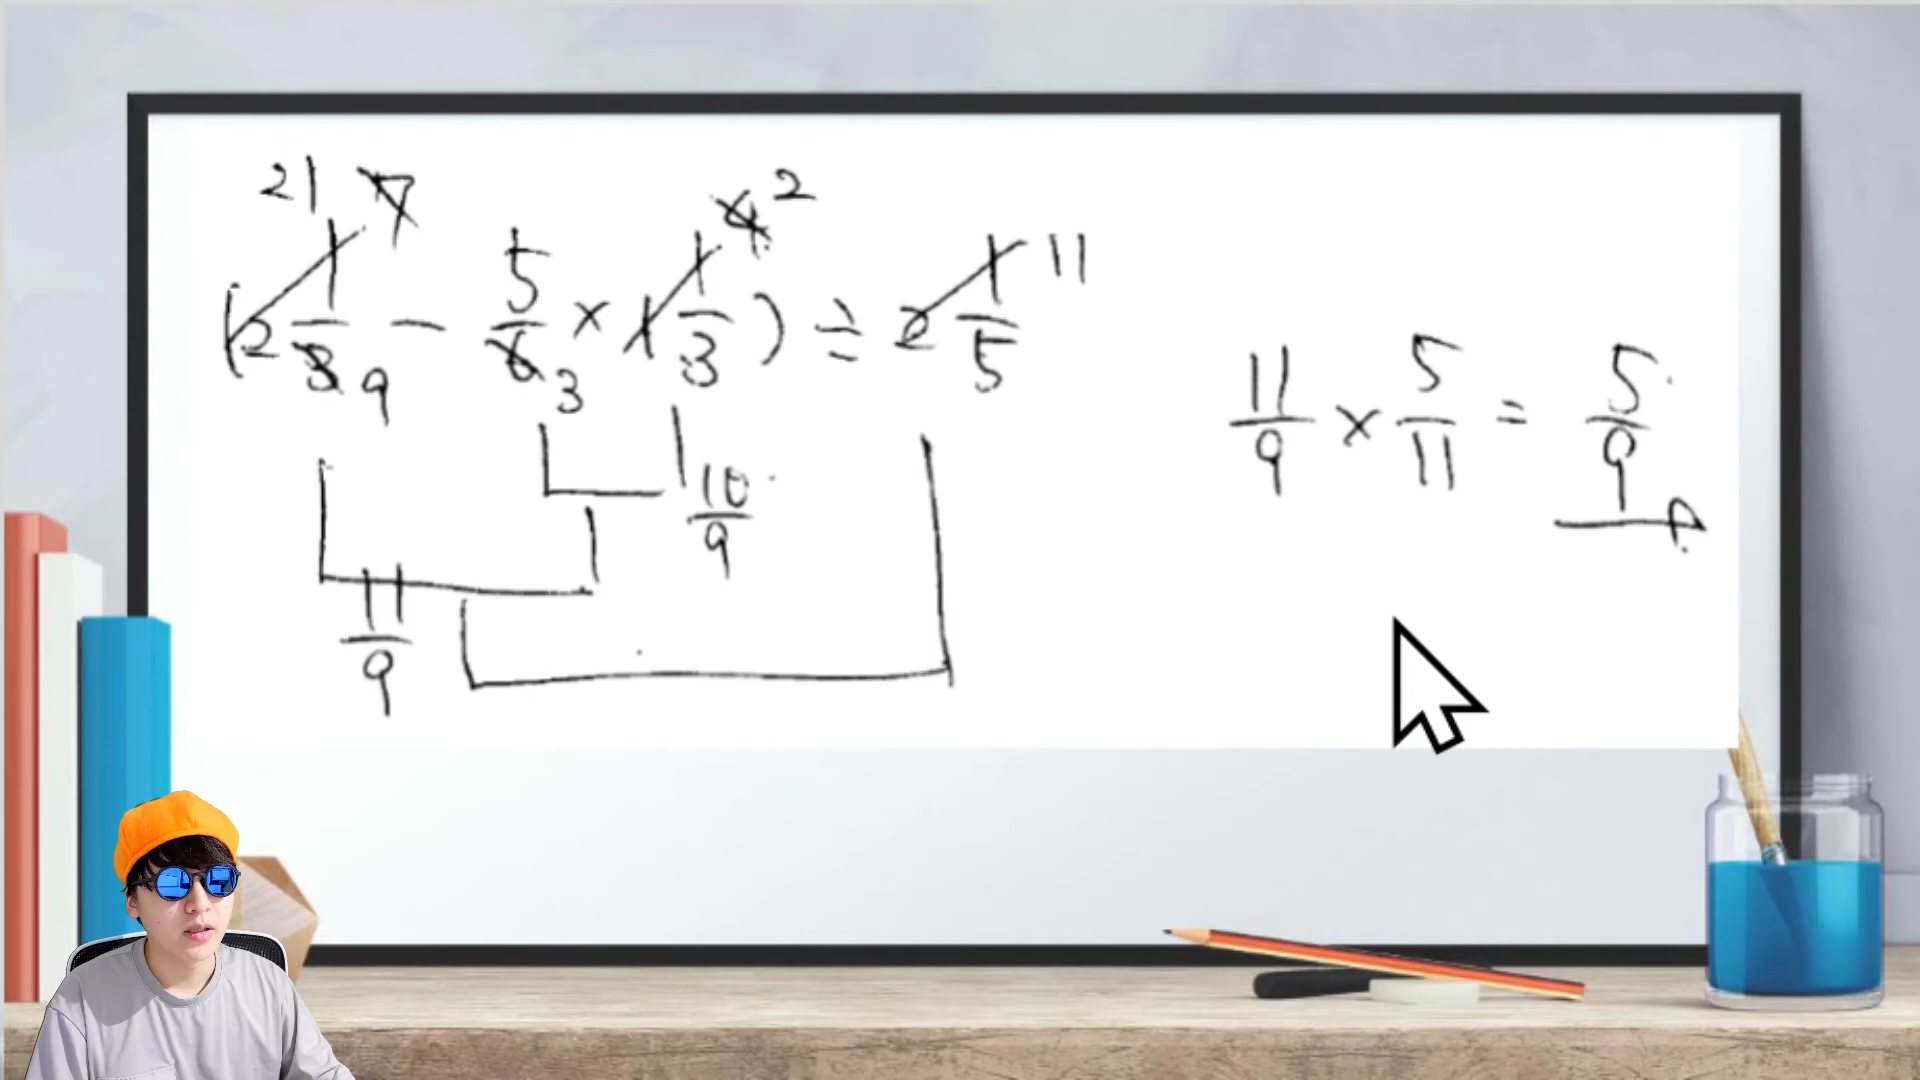 21 7 4 2
(2 1/3 9 − 5/6 3 × 1 1/3) ÷ 2 1/5 11
11/9 × 5/11 = 5/9
10/9
11/9